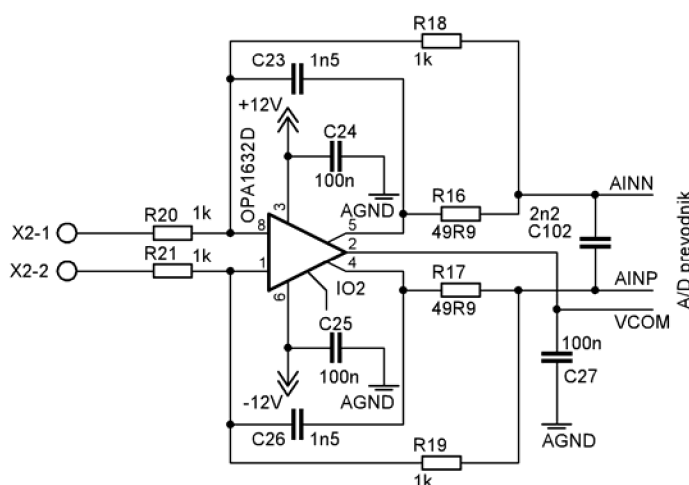 R18
1k
C23
1n5
+12V
OPA1632D
C24
100n
AGND
3
R20
1k
X2-1
8
5
R16
49R9
AINN
2n2
C102
2
R21
1k
X2-2
1
4
R17
49R9
AINP
VCOM
A/D prevodnik
6
IO2
C25
100n
AGND
-12V
C26
1n5
100n
C27
AGND
R19
1k